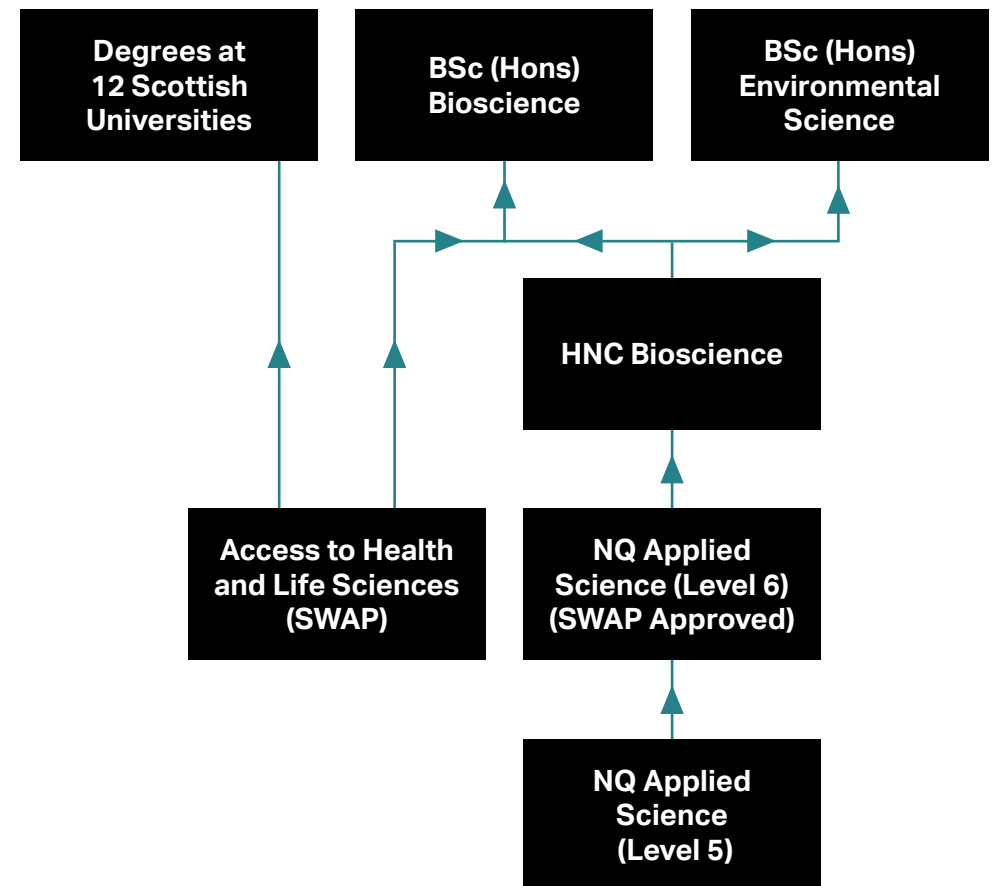 Degrees at
12 Scottish
Universities
BSc (Hons)
Bioscience
BSc (Hons)
Environmental
Science
HNC Bioscience
Access to Health
and Life Sciences
(SWAP)
NQ Applied
Science (Level 6)
(SWAP Approved)
NQ Applied
Science
(Level 5)